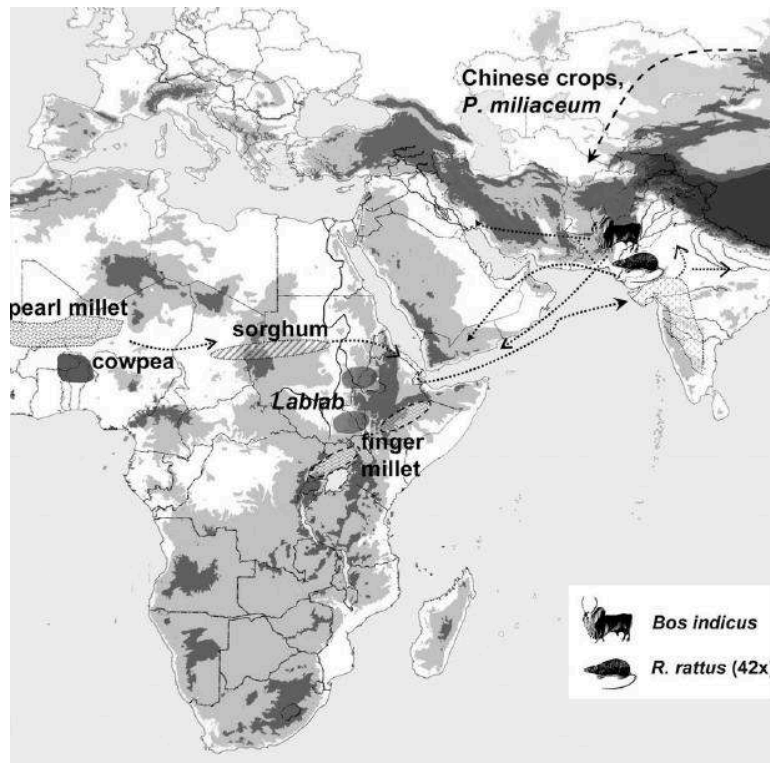 Chinese crops,
P. miliaceum
pearl millet
sorghum
cowpea
Lablab
finger
millet
Bos indicus
R. rattus (42x)